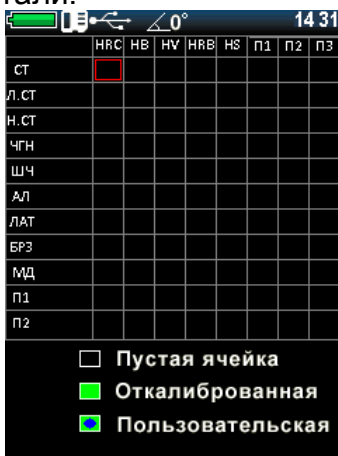 тали.
0° 14 31
HRC HB HV HRB HS П1 П2 П3
СТ
Л.СТ
Н.СТ
ЧГН
ШЧ
АЛ
ЛАТ
БРЗ
МД
П1
П2
Пустая ячейка
Откалиброванная
Пользовательская